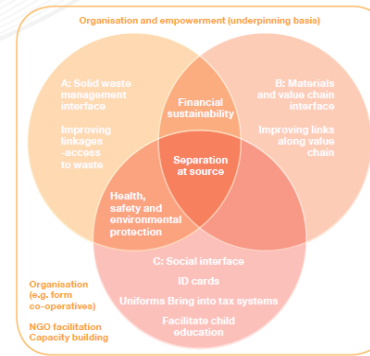 Organisation and empowerment (underpinning basis)
A: Solid waste
management
interface
Improving
linkages
-access
to waste
Financial
sustainability
B: Materials
and value chain
interface
Improving links
along value
chain
Separation
at source
Health,
safety and
environmental
protection
C: Social interface
ID cards
Uniforms Bring into tax systems
Facilitate child
education
Organisation
(e.g. form
co-operatives)
NGO facilitation
Capacity building